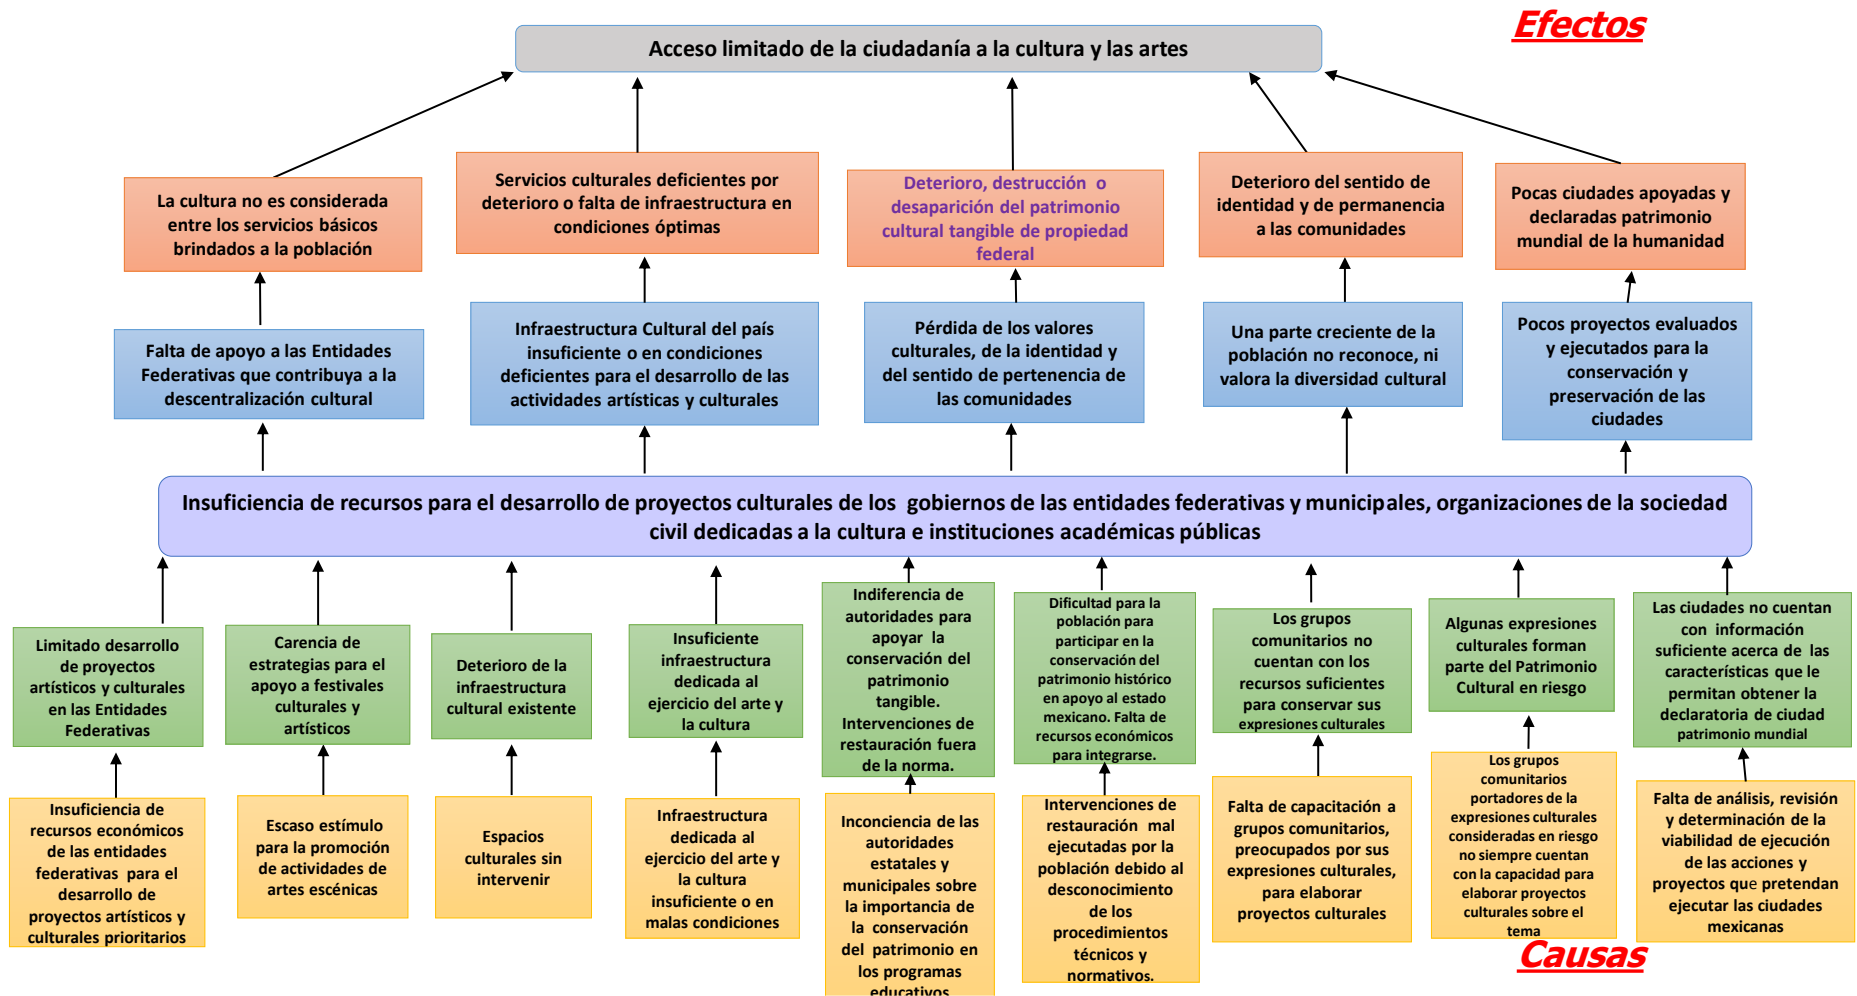 Efectos
Acceso limitado de la ciudadanía a la cultura y las artes
La cultura no es considerada
entre los servicios básicos
brindados a la población
Servicios culturales deficientes por
deterioro o falta de infraestructura en
condiciones óptimas
Deterioro, destrucción o
desaparición del patrimonio
cultural tangible de propiedad
federal
Deterioro del sentido de
identidad y de permanencia
a las comunidades
Pocas ciudades apoyadas y
declaradas patrimonio
mundial de la humanidad
Falta de apoyo a las Entidades
Federativas que contribuya a la
descentralización cultural
Infraestructura Cultural del país
insuficiente o en condiciones
deficientes para el desarrollo de las
actividades artísticas y culturales
Pérdida de los valores
culturales, de la identidad y
del sentido de pertenencia de
las comunidades
Una parte creciente de la
población no reconoce, ni
valora la diversidad cultural
Pocos proyectos evaluados
y ejecutados para la
conservación y
preservación de las
ciudades
Insuficiencia de recursos para el desarrollo de proyectos culturales de los gobiernos de las entidades federativas y municipales, organizaciones de la sociedad
civil dedicadas a la cultura e instituciones académicas públicas
Limitado desarrollo
de proyectos
artísticos y culturales
en las Entidades
Federativas
Carencia de
estrategias para el
apoyo a festivales
culturales y
artísticos
Deterioro de la
infraestructura
cultural existente
Insuficiente
infraestructura
dedicada al
ejercicio del arte y
la cultura
Indiferencia de
autoridades para
apoyar la
conservación del
patrimonio
tangible.
Intervenciones de
restauración fuera
de la norma.
Dificultad para la
población para
participar en la
conservación del
patrimonio histórico
en apoyo al estado
mexicano. Falta de
recursos económicos
para integrarse.
Los grupos
comunitarios no
cuentan con los
recursos suficientes
para conservar sus
expresiones culturales
Algunas expresiones
culturales forman
parte del Patrimonio
Cultural en riesgo
Las ciudades no cuentan
con información
suficiente acerca de las
características que le
permitan obtener la
declaratoria de ciudad
patrimonio mundial
Insuficiencia de
recursos económicos
de las entidades
federativas para el
desarrollo de
proyectos artísticos y
culturales prioritarios
Escaso estímulo
para la promoción
de actividades de
artes escénicas
Espacios
culturales sin
intervenir
Infraestructura
dedicada al
ejercicio del arte y
la cultura
insuficiente o en
malas condiciones
Inconciencia de las
autoridades
estatales y
municipales sobre
la importancia de
la conservación
del patrimonio en
los programas
educativos
Intervenciones de
restauración mal
ejecutadas por la
población debido al
desconocimiento
de los
procedimientos
técnicos y
normativos.
Falta de capacitación a
grupos comunitarios,
preocupados por sus
expresiones culturales,
para elaborar
proyectos culturales
Los grupos
comunitarios
portadores de la
expresiones culturales
consideradas en riesgo
no siempre cuentan
con la capacidad para
elaborar proyectos
culturales sobre el
tema
Falta de análisis, revisión
y determinación de la
viabilidad de ejecución
de las acciones y
proyectos que pretendan
ejecutar las ciudades
mexicanas
Causas